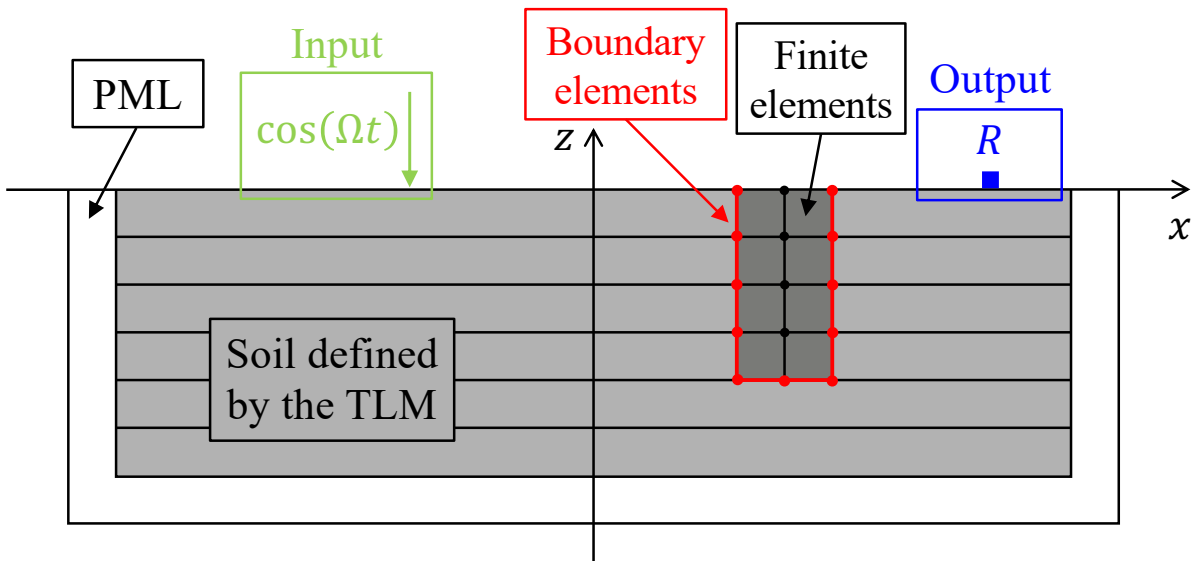 PML
Input
cos(Ωt)
Boundary
elements
Finite
elements
Output
R
z
x
Soil defined
by the TLM